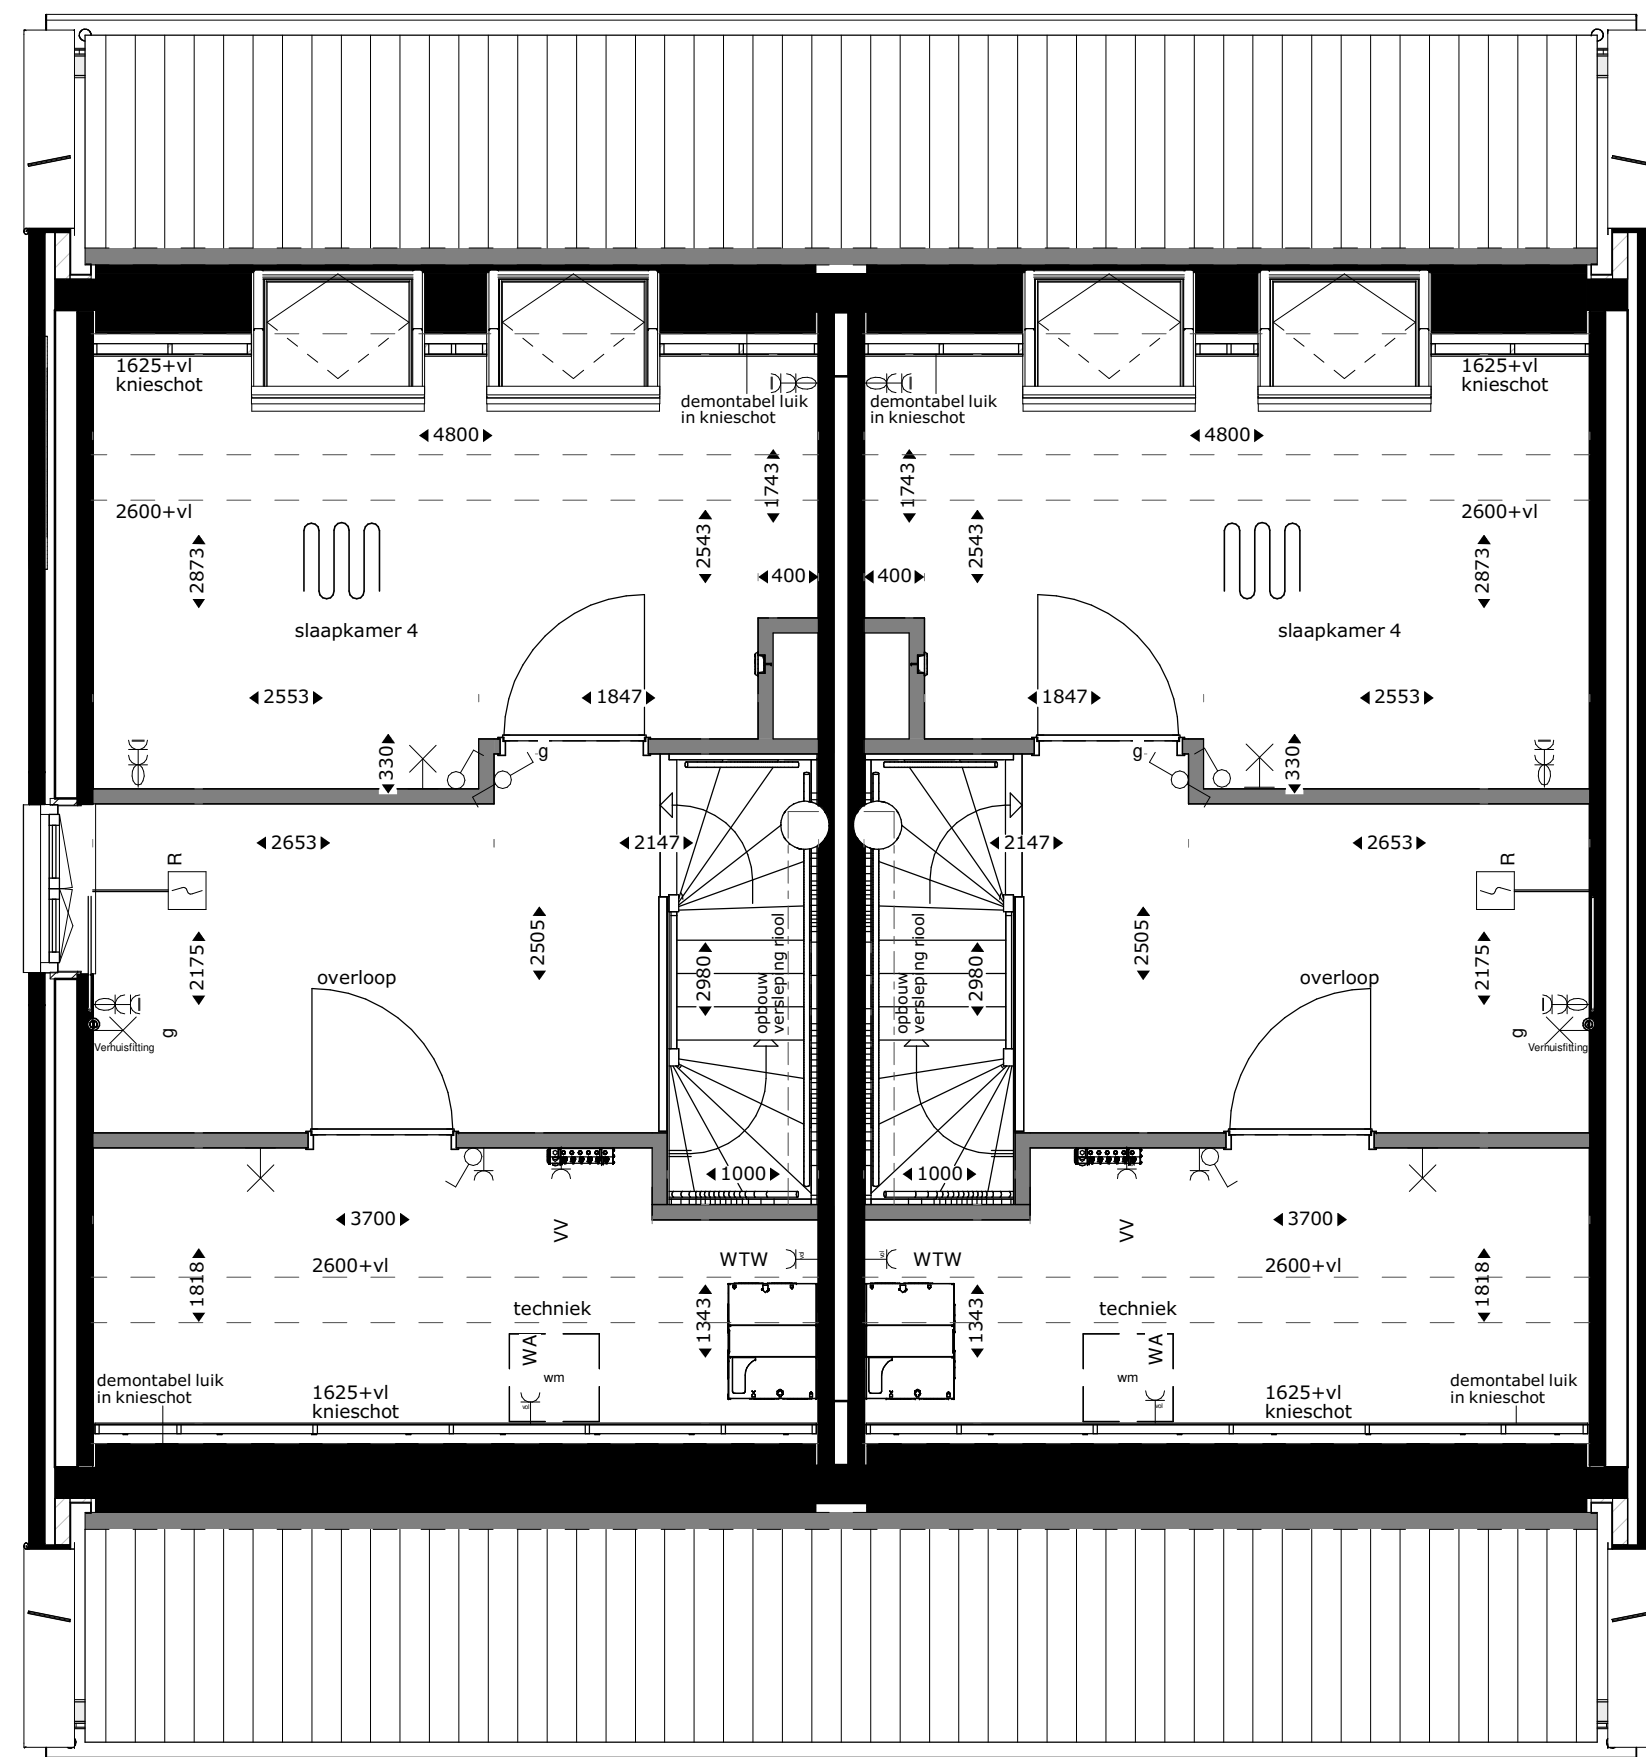 1625+vl
knieschot
demontabel luik
in knieschot
demontabel luik
in knieschot
1625+vl
knieschot
4800
4800
1743
1743
2600+vl
2600+vl
2873
2543
2543
2873
400
400
slaapkamer 4
slaapkamer 4
2553
1847
1847
2553
330
g
g
330
2653
2147
2147
2653
R
R
2175
2505
2980
opbouw
versleping riool
opbouw
versleping riool
2980
2505
2175
overloop
overloop
g
Verhuisfitting
g
Verhuisfitting
1000
1000
3700
VV
VV
3700
2600+vl
WTW
WTW
2600+vl
1818
1343
1343
1818
techniek
techniek
WA
wm
WA
wm
demontabel luik
in knieschot
1625+vl
knieschot
1625+vl
knieschot
demontabel luik
in knieschot